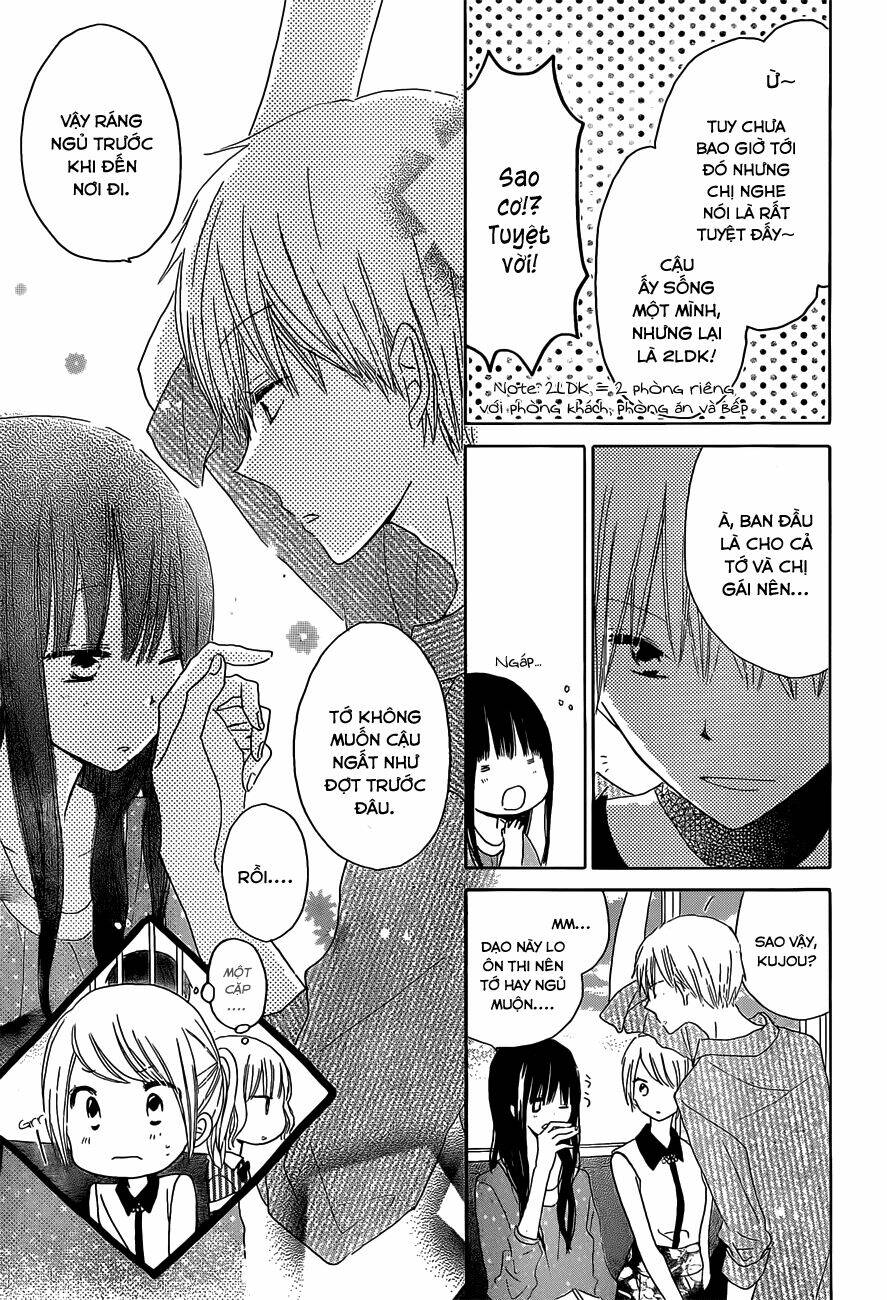 Ừ~
TUY CHƯA
BAO GIỜ TỚI
ĐÓ NHƯNG
CHỊ NGHE
NÓI LÀ RẤT
TUYỆT ĐẤY~
CẬU
ẤY SỐNG
MỘT MÌNH,
NHƯNG LẠI
LÀ 2LDK!
Sao
cơ!?
Tuyệt
vời!
Note: 2LDK = 2 phòng riêng
với phòng khách, phòng ăn và bếp
À, BAN ĐẦU
LÀ CHO CẢ
TỚ VÀ CHỊ
GÁI NÊN...
Ngáp...
SAO VẬY,
KUJOU?
MM...
DẠO NÀY LO
ÔN THI NÊN
TỚ HAY NGỦ
MUỘN....
VẬY RÁNG
NGỦ TRƯỚC
KHI ĐẾN
NƠI ĐI.
TỚ KHÔNG
MUỐN CẬU
NGẤT NHƯ
ĐỢT TRƯỚC
ĐÂU.
RỒI....
MỘT
CẶP
....
Grr